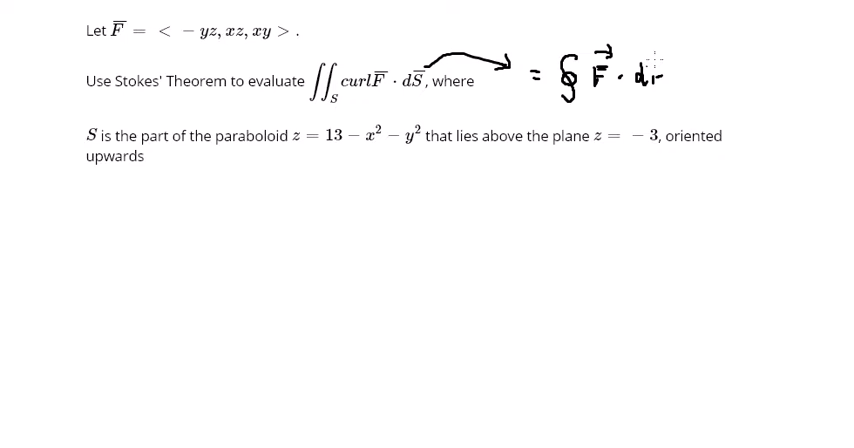 Let F̅ = < − yz, xz, xy > .
Use Stokes' Theorem to evaluate ∬_S curl F̅ · dS̅, where = ∮ F⃗ · dr
S is the part of the paraboloid z = 13 − x² − y² that lies above the plane z = − 3, oriented
upwards